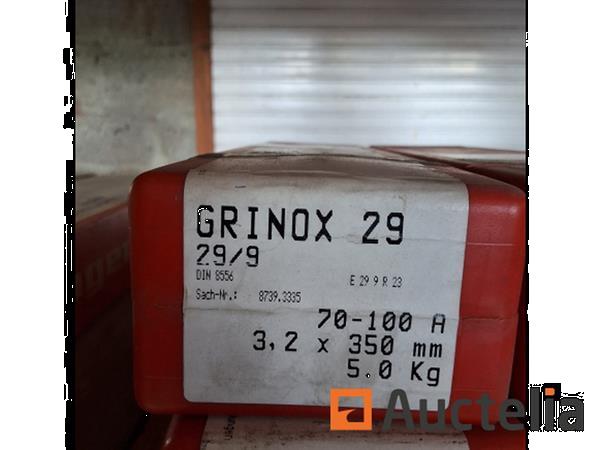 GRINOX 29
29/9
DIN 8556 E 29 9 R 23
Sach-Nr.: 8739.3335
70-100 A
3,2 x 350 mm
5.0 Kg
Auctelia